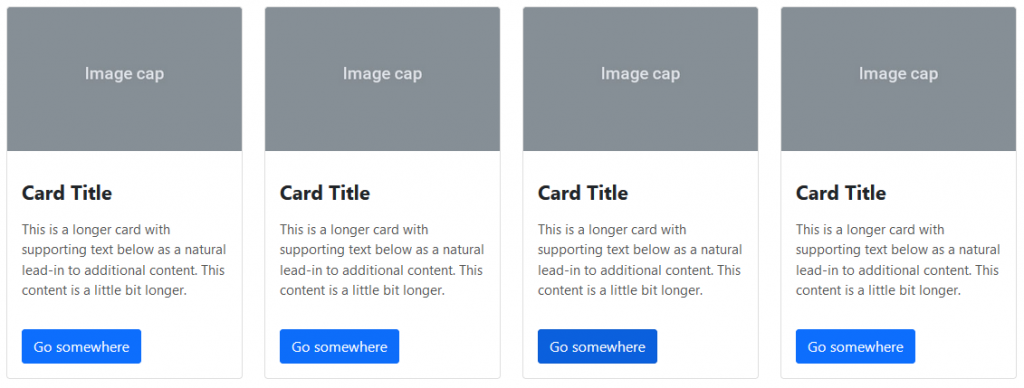 Image cap
Card Title
This is a longer card with
supporting text below as a natural
lead-in to additional content. This
content is a little bit longer.
Go somewhere
Image cap
Card Title
This is a longer card with
supporting text below as a natural
lead-in to additional content. This
content is a little bit longer.
Go somewhere
Image cap
Card Title
This is a longer card with
supporting text below as a natural
lead-in to additional content. This
content is a little bit longer.
Go somewhere
Image cap
Card Title
This is a longer card with
supporting text below as a natural
lead-in to additional content. This
content is a little bit longer.
Go somewhere